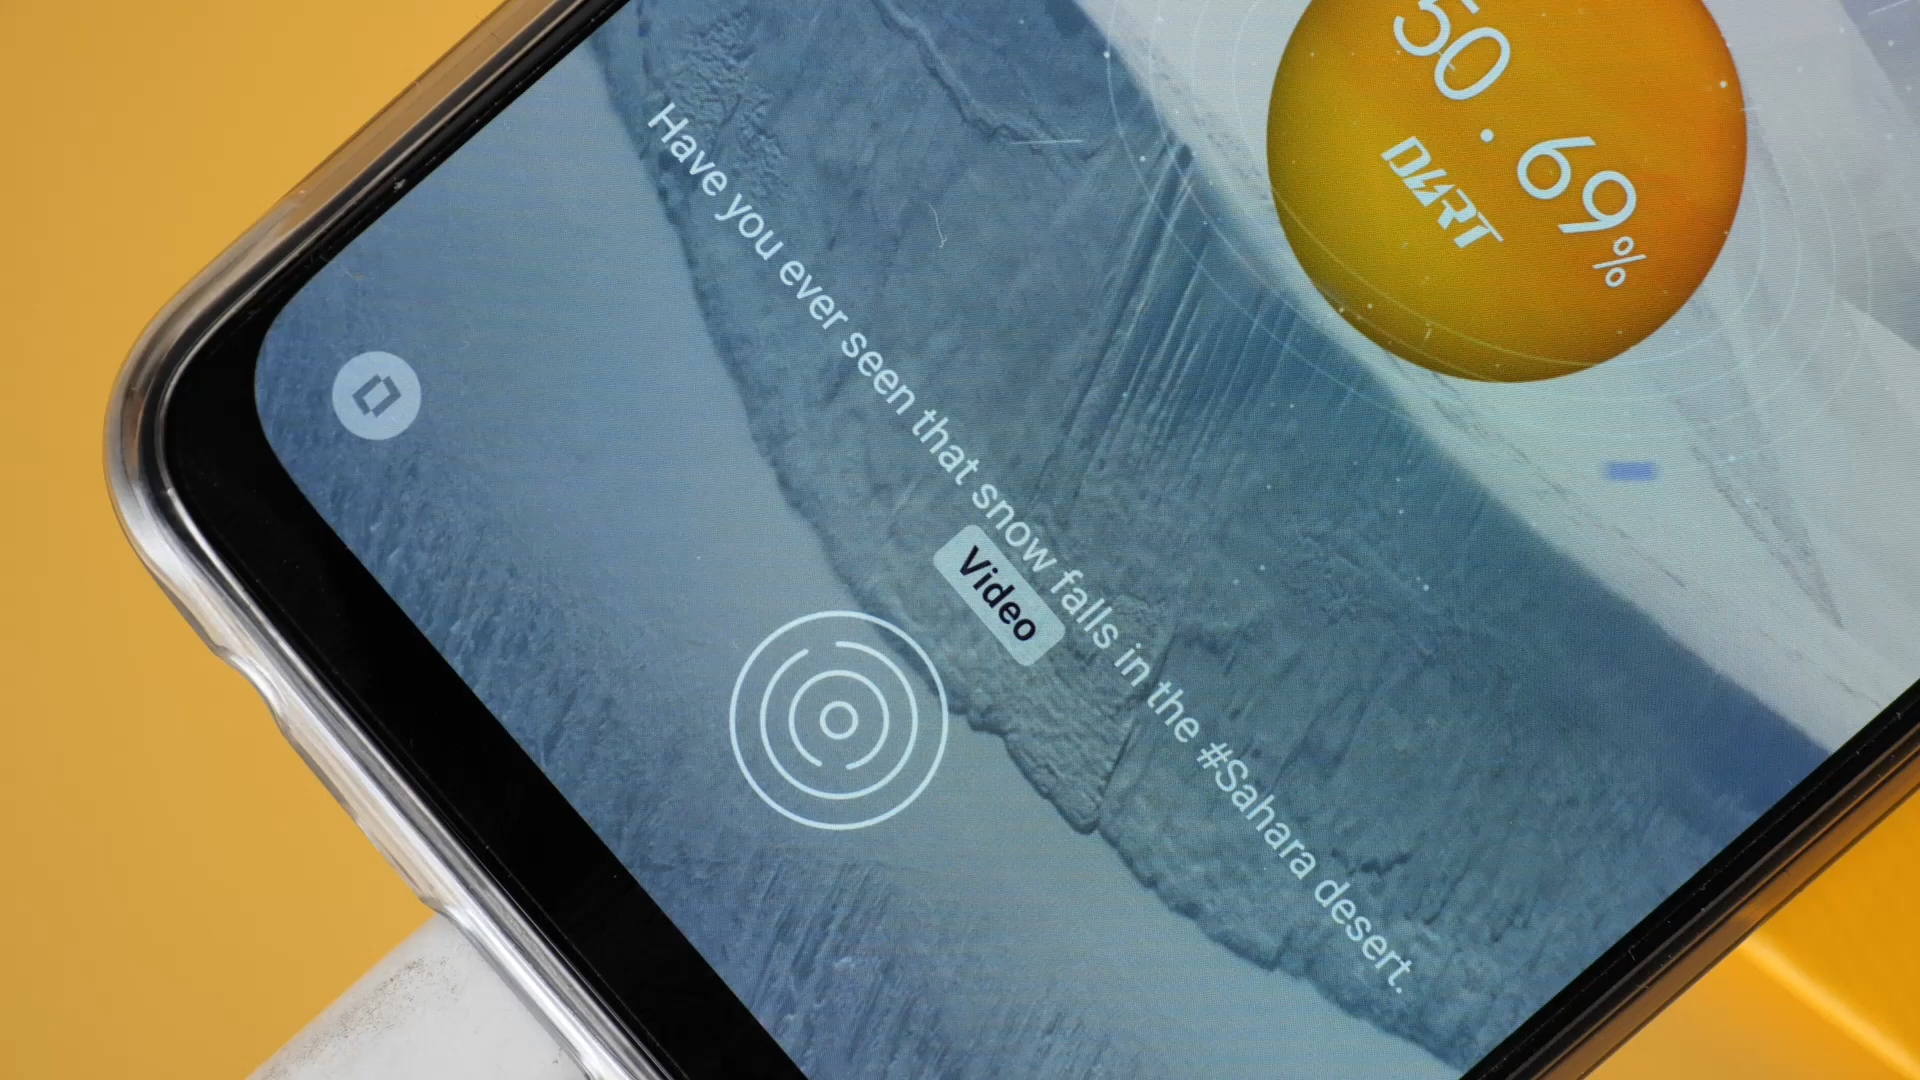 50.69%
DART
Have you ever seen that snow falls in the #Sahara desert.
Video